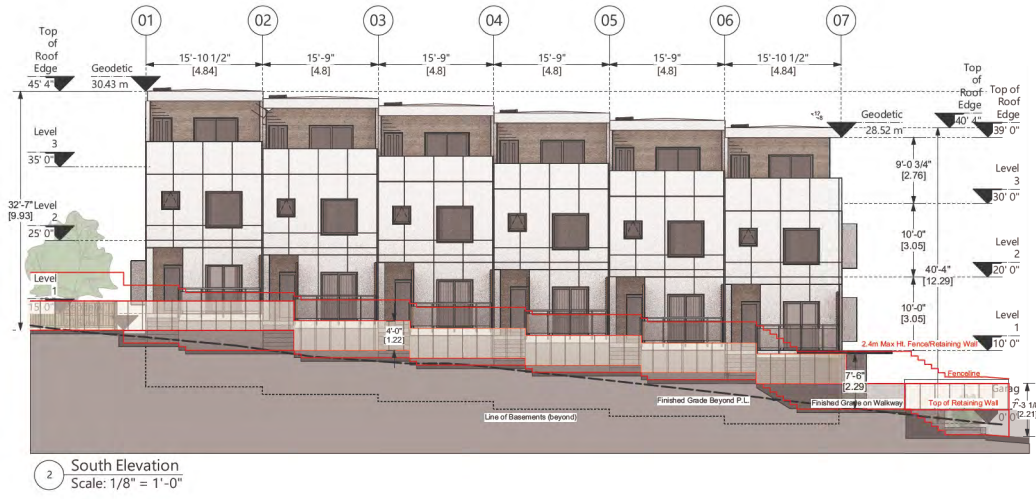 01
02
03
04
05
06
07
15'-10 1/2"
[4.84]
15'-9"
[4.8]
15'-9"
[4.8]
15'-9"
[4.8]
15'-9"
[4.8]
15'-10 1/2"
[4.84]
Top
of
Roof
Edge
45' 4"
Geodetic
30.43 m
Level
3
35' 0"
32'-7"
[9.93]
Level
2
25' 0"
Level
1
15' 0"
Geodetic
28.52 m
Top
of
Roof
Edge
40' 4"
Top of
Roof
Edge
39' 0"
9'-0 3/4"
[2.76]
Level
3
30' 0"
10'-0"
[3.05]
Level
2
20' 0"
40'-4"
[12.29]
10'-0"
[3.05]
Level
1
10' 0"
4'-0"
[1.22]
2.4m Max Ht. Fence/Retaining Wall
7'-6"
[2.29]
Fenceline
Finished Grade Beyond P.L.
Finished Grade on Walkway
Top of Retaining Wall
Garag
0' 0"
[2.21]
Line of Basements (beyond)
2
South Elevation
Scale: 1/8" = 1'-0"